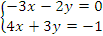 -3x - 2y = 0
4x + 3y = -1